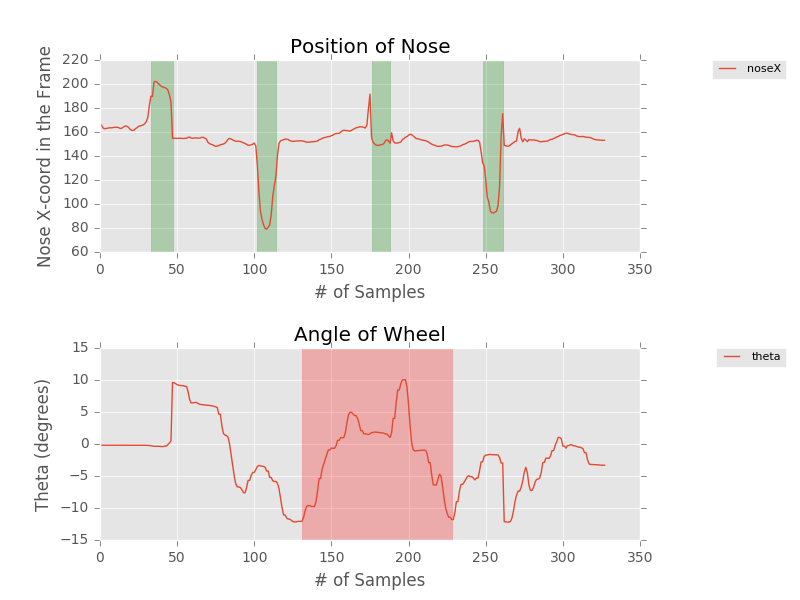 Position of Nose
noseX
Nose X-coord in the Frame
220
200
180
160
140
120
100
80
60
0 50 100 150 200 250 300 350
# of Samples
Angle of Wheel
theta
Theta (degrees)
15
10
5
0
−5
−10
−15
0 50 100 150 200 250 300 350
# of Samples